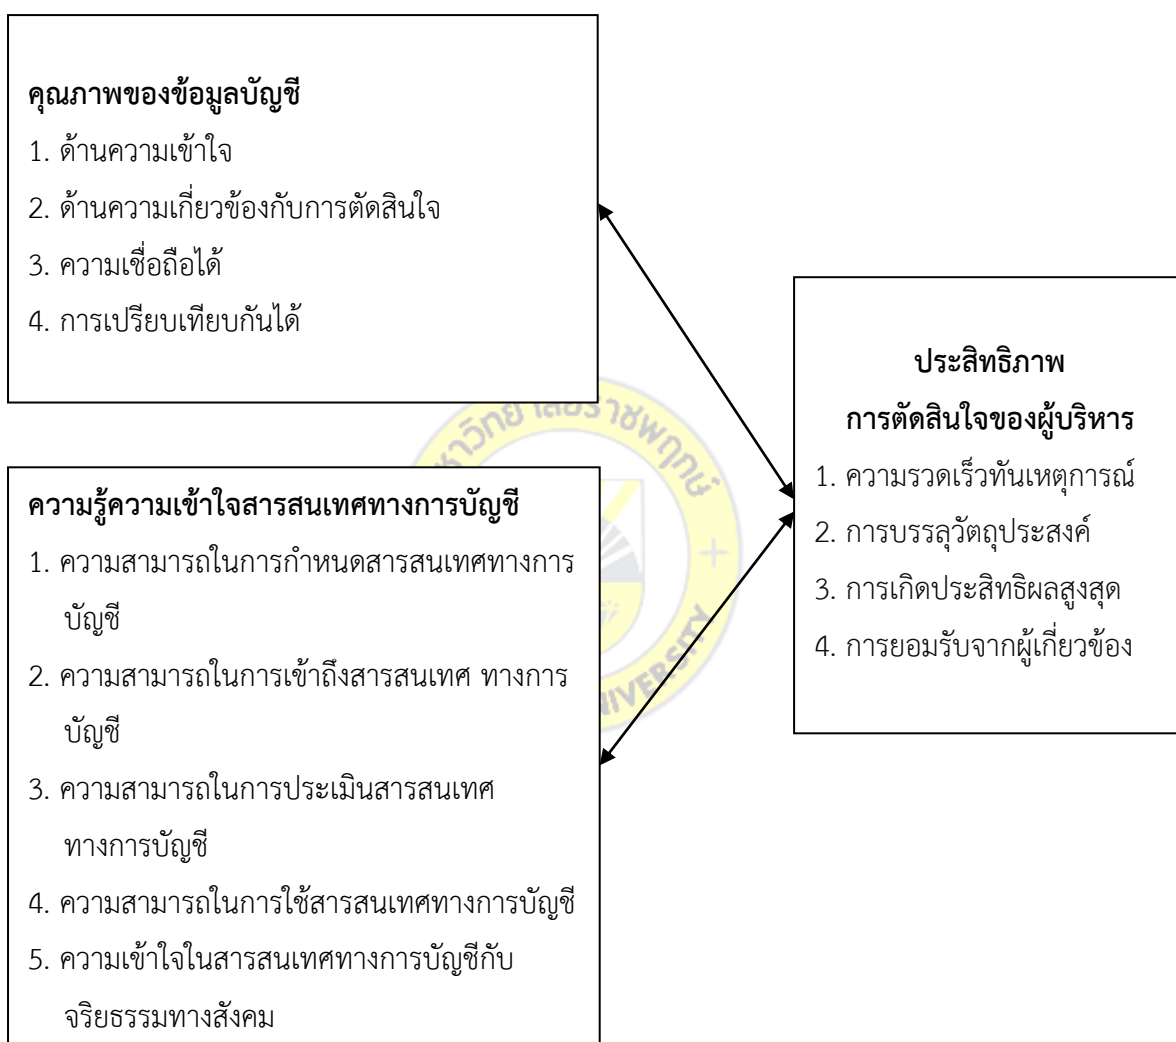 คุณภาพของข้อมูลบัญชี
1. ด้านความเข้าใจ
2. ด้านความเกี่ยวข้องกับการตัดสินใจ
3. ความเชื่อถือได้
4. การเปรียบเทียบกันได้
ความรู้ความเข้าใจสารสนเทศทางการบัญชี
1. ความสามารถในการกำหนดสารสนเทศทางการ
บัญชี
2. ความสามารถในการเข้าถึงสารสนเทศ ทางการ
บัญชี
3. ความสามารถในการประเมินสารสนเทศ
ทางการบัญชี
4. ความสามารถในการใช้สารสนเทศทางการบัญชี
5. ความเข้าใจในสารสนเทศทางการบัญชีกับ
จริยธรรมทางสังคม
ประสิทธิภาพ
การตัดสินใจของผู้บริหาร
1. ความรวดเร็วทันเหตุการณ์
2. การบรรลุวัตถุประสงค์
3. การเกิดประสิทธิผลสูงสุด
4. การยอมรับจากผู้เกี่ยวข้อง